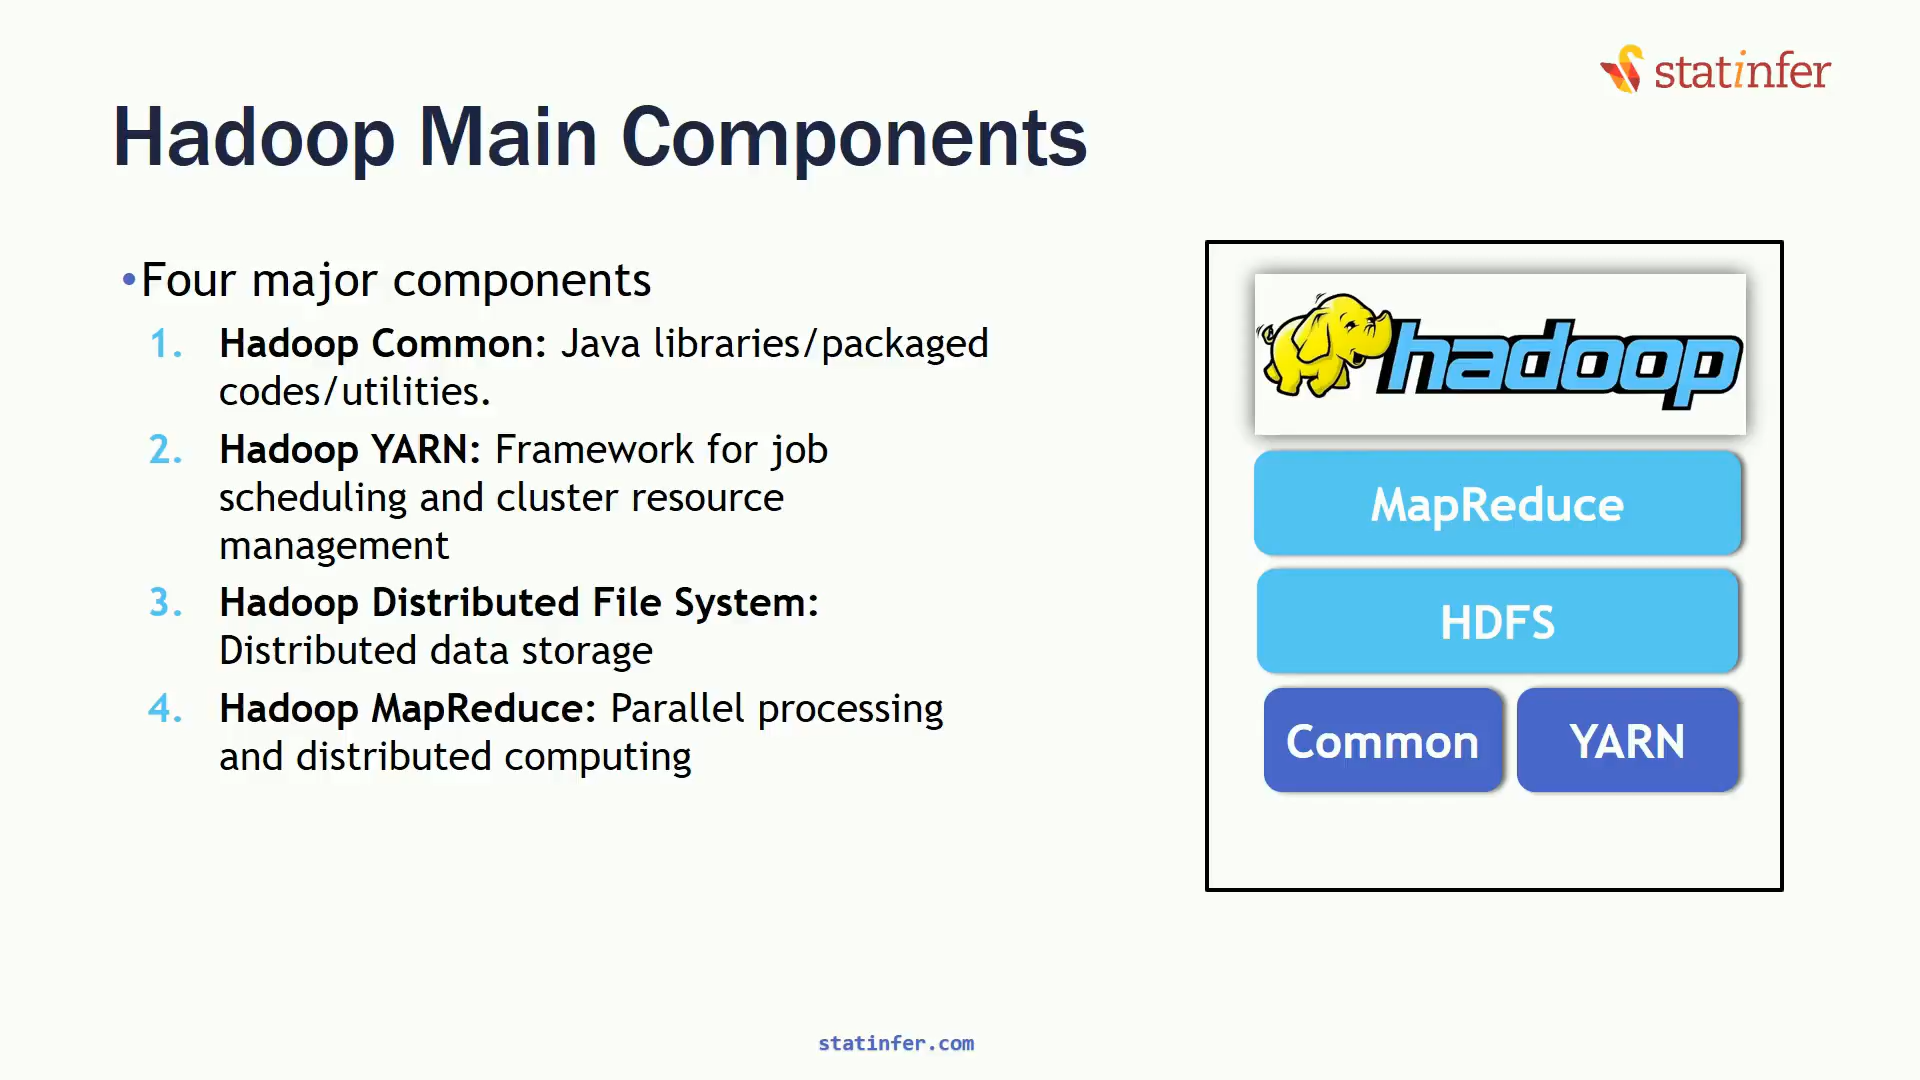 statinfer
Hadoop Main Components
•Four major components
1. Hadoop Common: Java libraries/packaged
codes/utilities.
2. Hadoop YARN: Framework for job
scheduling and cluster resource
management
3. Hadoop Distributed File System:
Distributed data storage
4. Hadoop MapReduce: Parallel processing
and distributed computing
hadoop
MapReduce
HDFS
Common YARN
statinfer.com